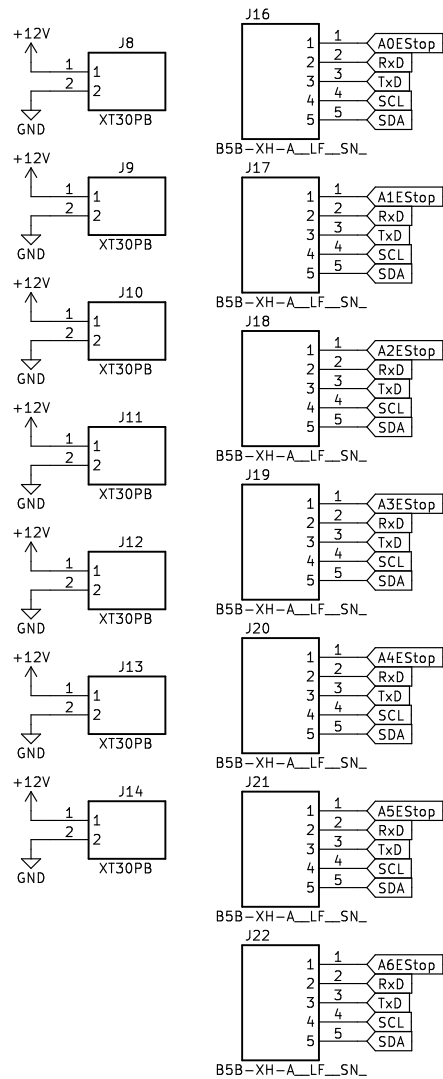 J8
+12V
1 1
2 2
GND
XT30PB
J9
+12V
1 1
2 2
GND
XT30PB
J10
+12V
1 1
2 2
GND
XT30PB
J11
+12V
1 1
2 2
GND
XT30PB
J12
+12V
1 1
2 2
GND
XT30PB
J13
+12V
1 1
2 2
GND
XT30PB
J14
+12V
1 1
2 2
GND
XT30PB
J16
1 1 A0EStop
2 2 RxD
3 3 TxD
4 4 SCL
5 5 SDA
B5B-XH-A__LF__SN_
J17
1 1 A1EStop
2 2 RxD
3 3 TxD
4 4 SCL
5 5 SDA
B5B-XH-A__LF__SN_
J18
1 1 A2EStop
2 2 RxD
3 3 TxD
4 4 SCL
5 5 SDA
B5B-XH-A__LF__SN_
J19
1 1 A3EStop
2 2 RxD
3 3 TxD
4 4 SCL
5 5 SDA
B5B-XH-A__LF__SN_
J20
1 1 A4EStop
2 2 RxD
3 3 TxD
4 4 SCL
5 5 SDA
B5B-XH-A__LF__SN_
J21
1 1 A5EStop
2 2 RxD
3 3 TxD
4 4 SCL
5 5 SDA
B5B-XH-A__LF__SN_
J22
1 1 A6EStop
2 2 RxD
3 3 TxD
4 4 SCL
5 5 SDA
B5B-XH-A__LF__SN_